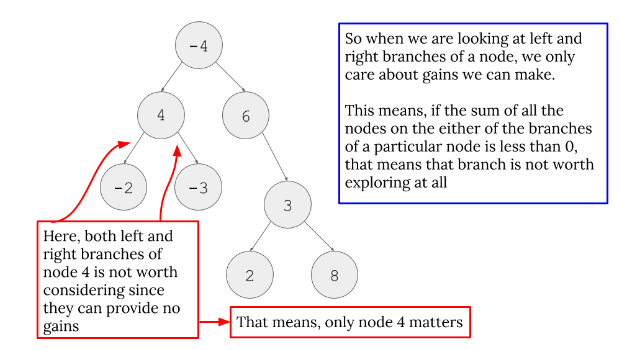 -4
4
6
-2
-3
3
2
8
So when we are looking at left and
right branches of a node, we only
care about gains we can make.
This means, if the sum of all the
nodes on the either of the branches
of a particular node is less than 0,
that means that branch is not worth
exploring at all
Here, both left and
right branches of
node 4 is not worth
considering since
they can provide no
gains
That means, only node 4 matters